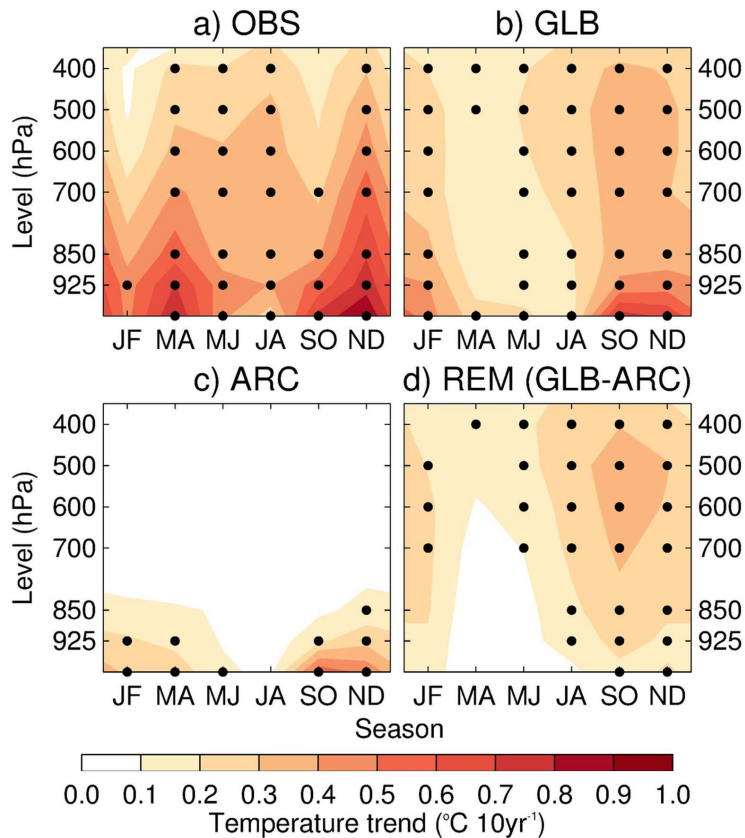 a) OBS
b) GLB
Level (hPa)
400
500
600
700
850
925
400
500
600
700
850
925
JF MA MJ JA SO ND
JF MA MJ JA SO ND
c) ARC
d) REM (GLB-ARC)
Level (hPa)
400
500
600
700
850
925
400
500
600
700
850
925
JF MA MJ JA SO ND
JF MA MJ JA SO ND
Season
0.0 0.1 0.2 0.3 0.4 0.5 0.6 0.7 0.8 0.9 1.0
Temperature trend (°C 10yr⁻¹)